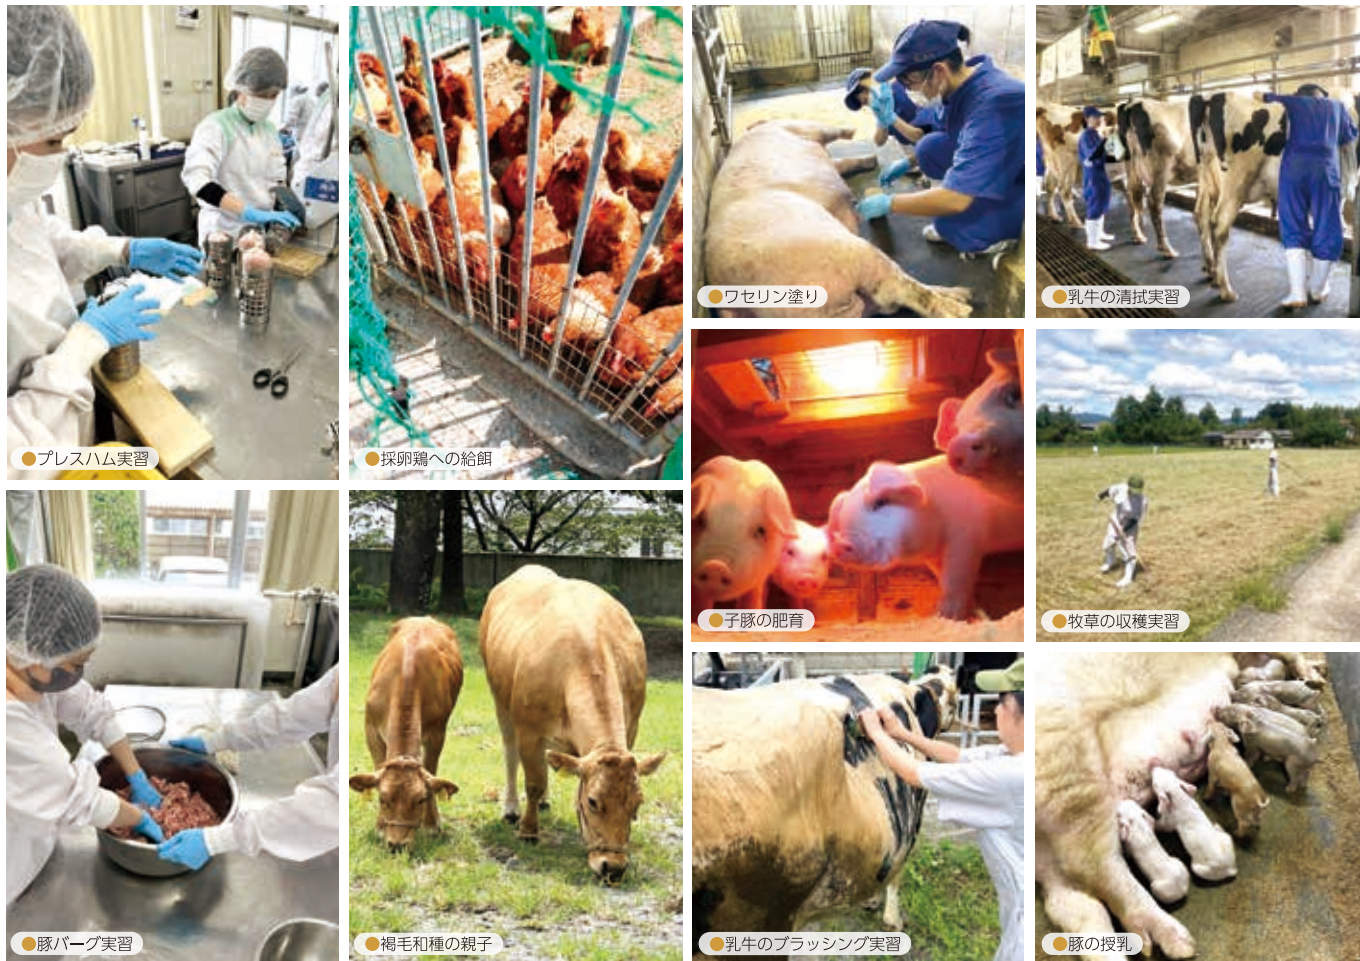 ●プレスハム実習
●採卵鶏への給餌
●ワセリン塗り
●乳牛の清拭実習
●子豚の肥育
●牧草の収穫実習
●豚バーグ実習
●褐毛和種の親子
●乳牛のブラッシング実習
●豚の授乳